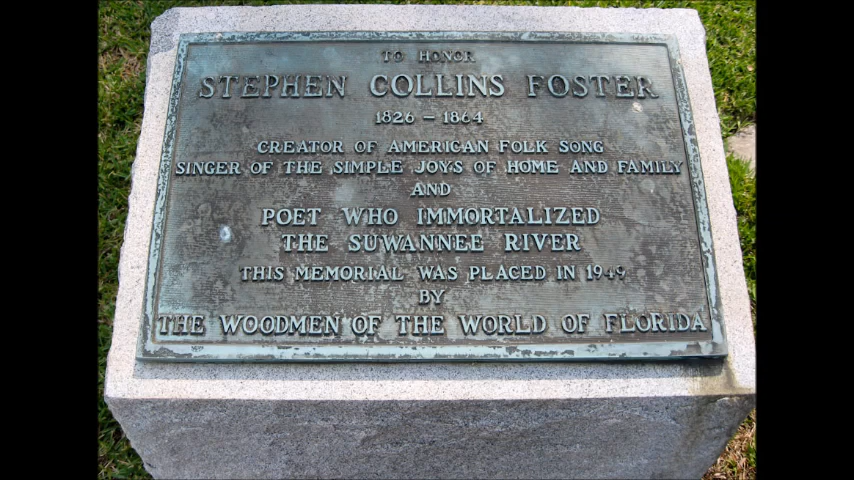 TO HONOR
STEPHEN COLLINS FOSTER
1826 – 1864
CREATOR OF AMERICAN FOLK SONG
SINGER OF THE SIMPLE JOYS OF HOME AND FAMILY
AND
POET WHO IMMORTALIZED
THE SUWANNEE RIVER
THIS MEMORIAL WAS PLACED IN 1949
BY
THE WOODMEN OF THE WORLD OF FLORIDA